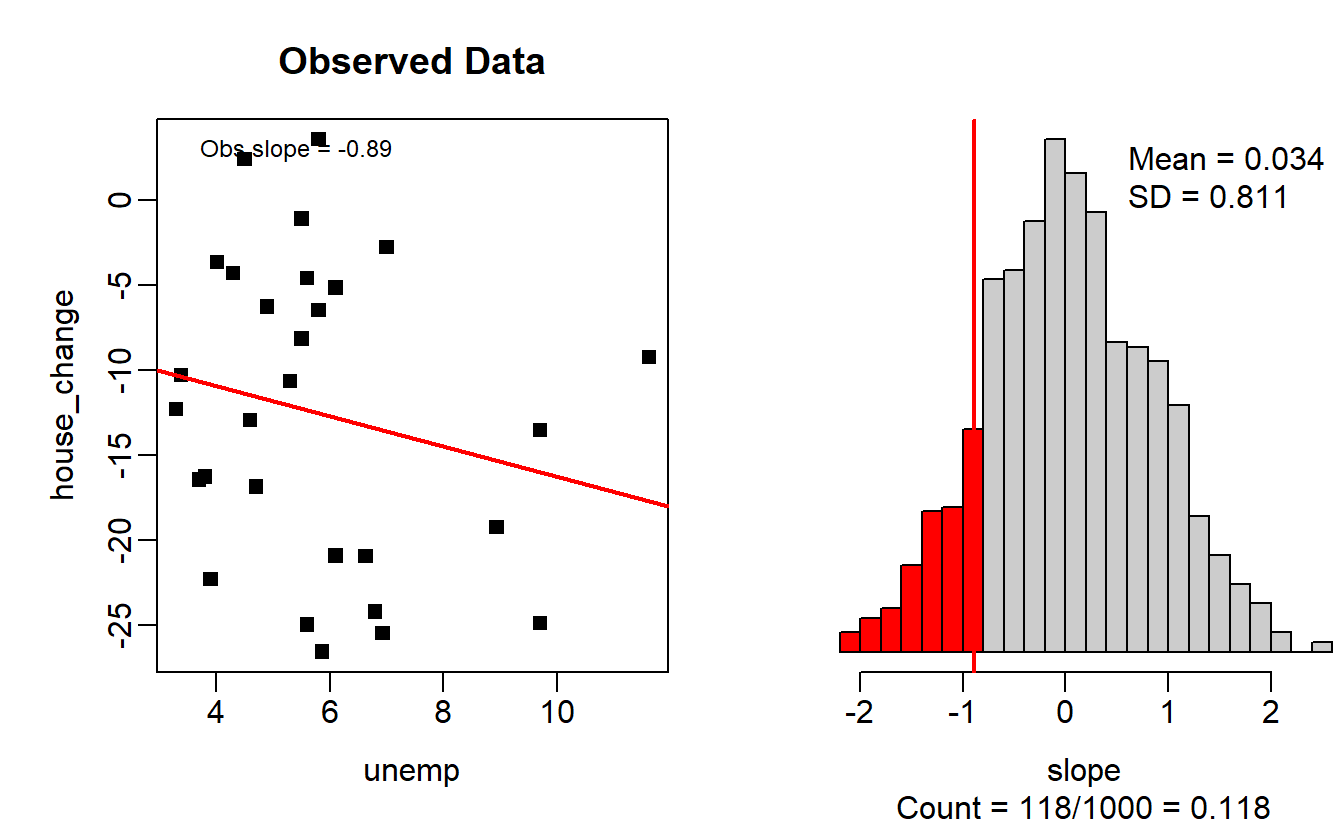 Observed Data
Obs slope = -0.89
house_change
0
-5
-10
-15
-20
-25
4 6 8 10
unemp
Mean = 0.034
SD = 0.811
-2 -1 0 1 2
slope
Count = 118/1000 = 0.118